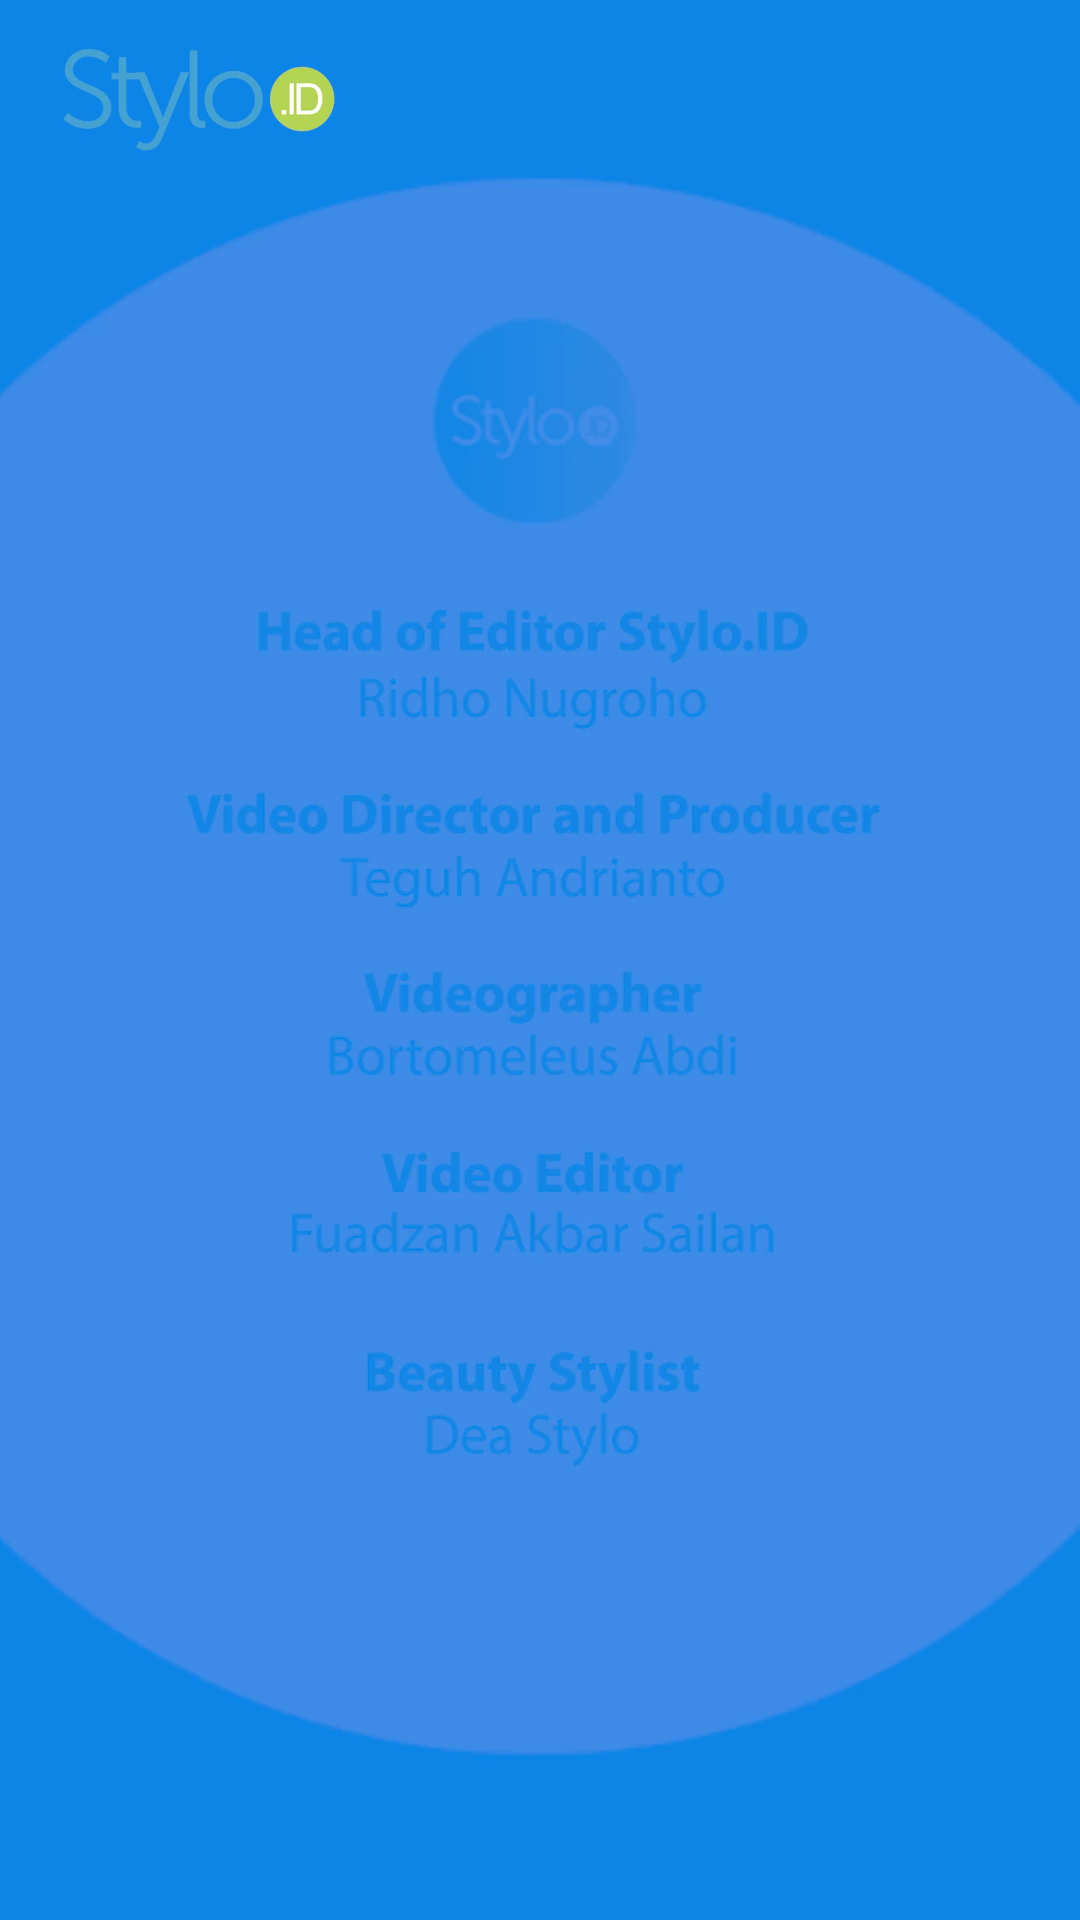 Stylo.ID
Stylo.ID
Head of Editor Stylo.ID
Ridho Nugroho
Video Director and Producer
Teguh Andrianto
Videographer
Bortomeleus Abdi
Video Editor
Fuadzan Akbar Sailan
Beauty Stylist
Dea Stylo